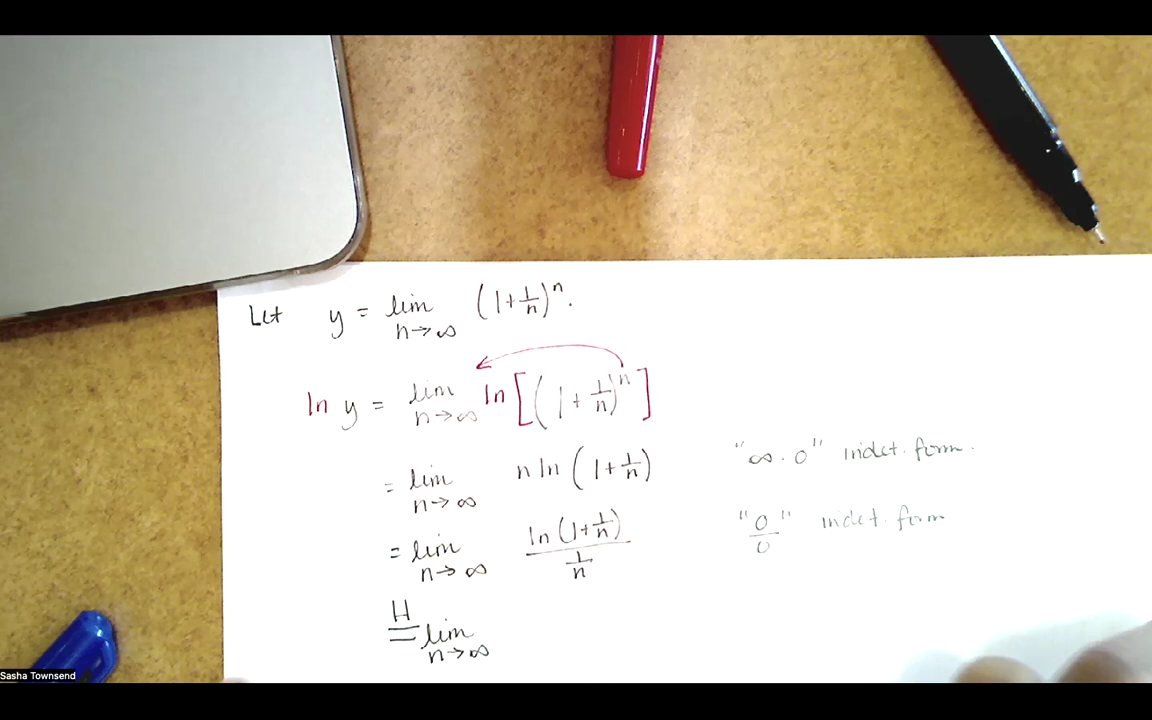 Let y = lim n→∞ (1+1/n)^n.
ln y = lim n→∞ ln[(1+1/n)^n]
= lim n→∞ n ln (1+1/n) "∞·0" indet. form.
= lim n→∞ ln(1+1/n)/(1/n) "0/0" indet. form
H= lim n→∞
Sasha Townsend